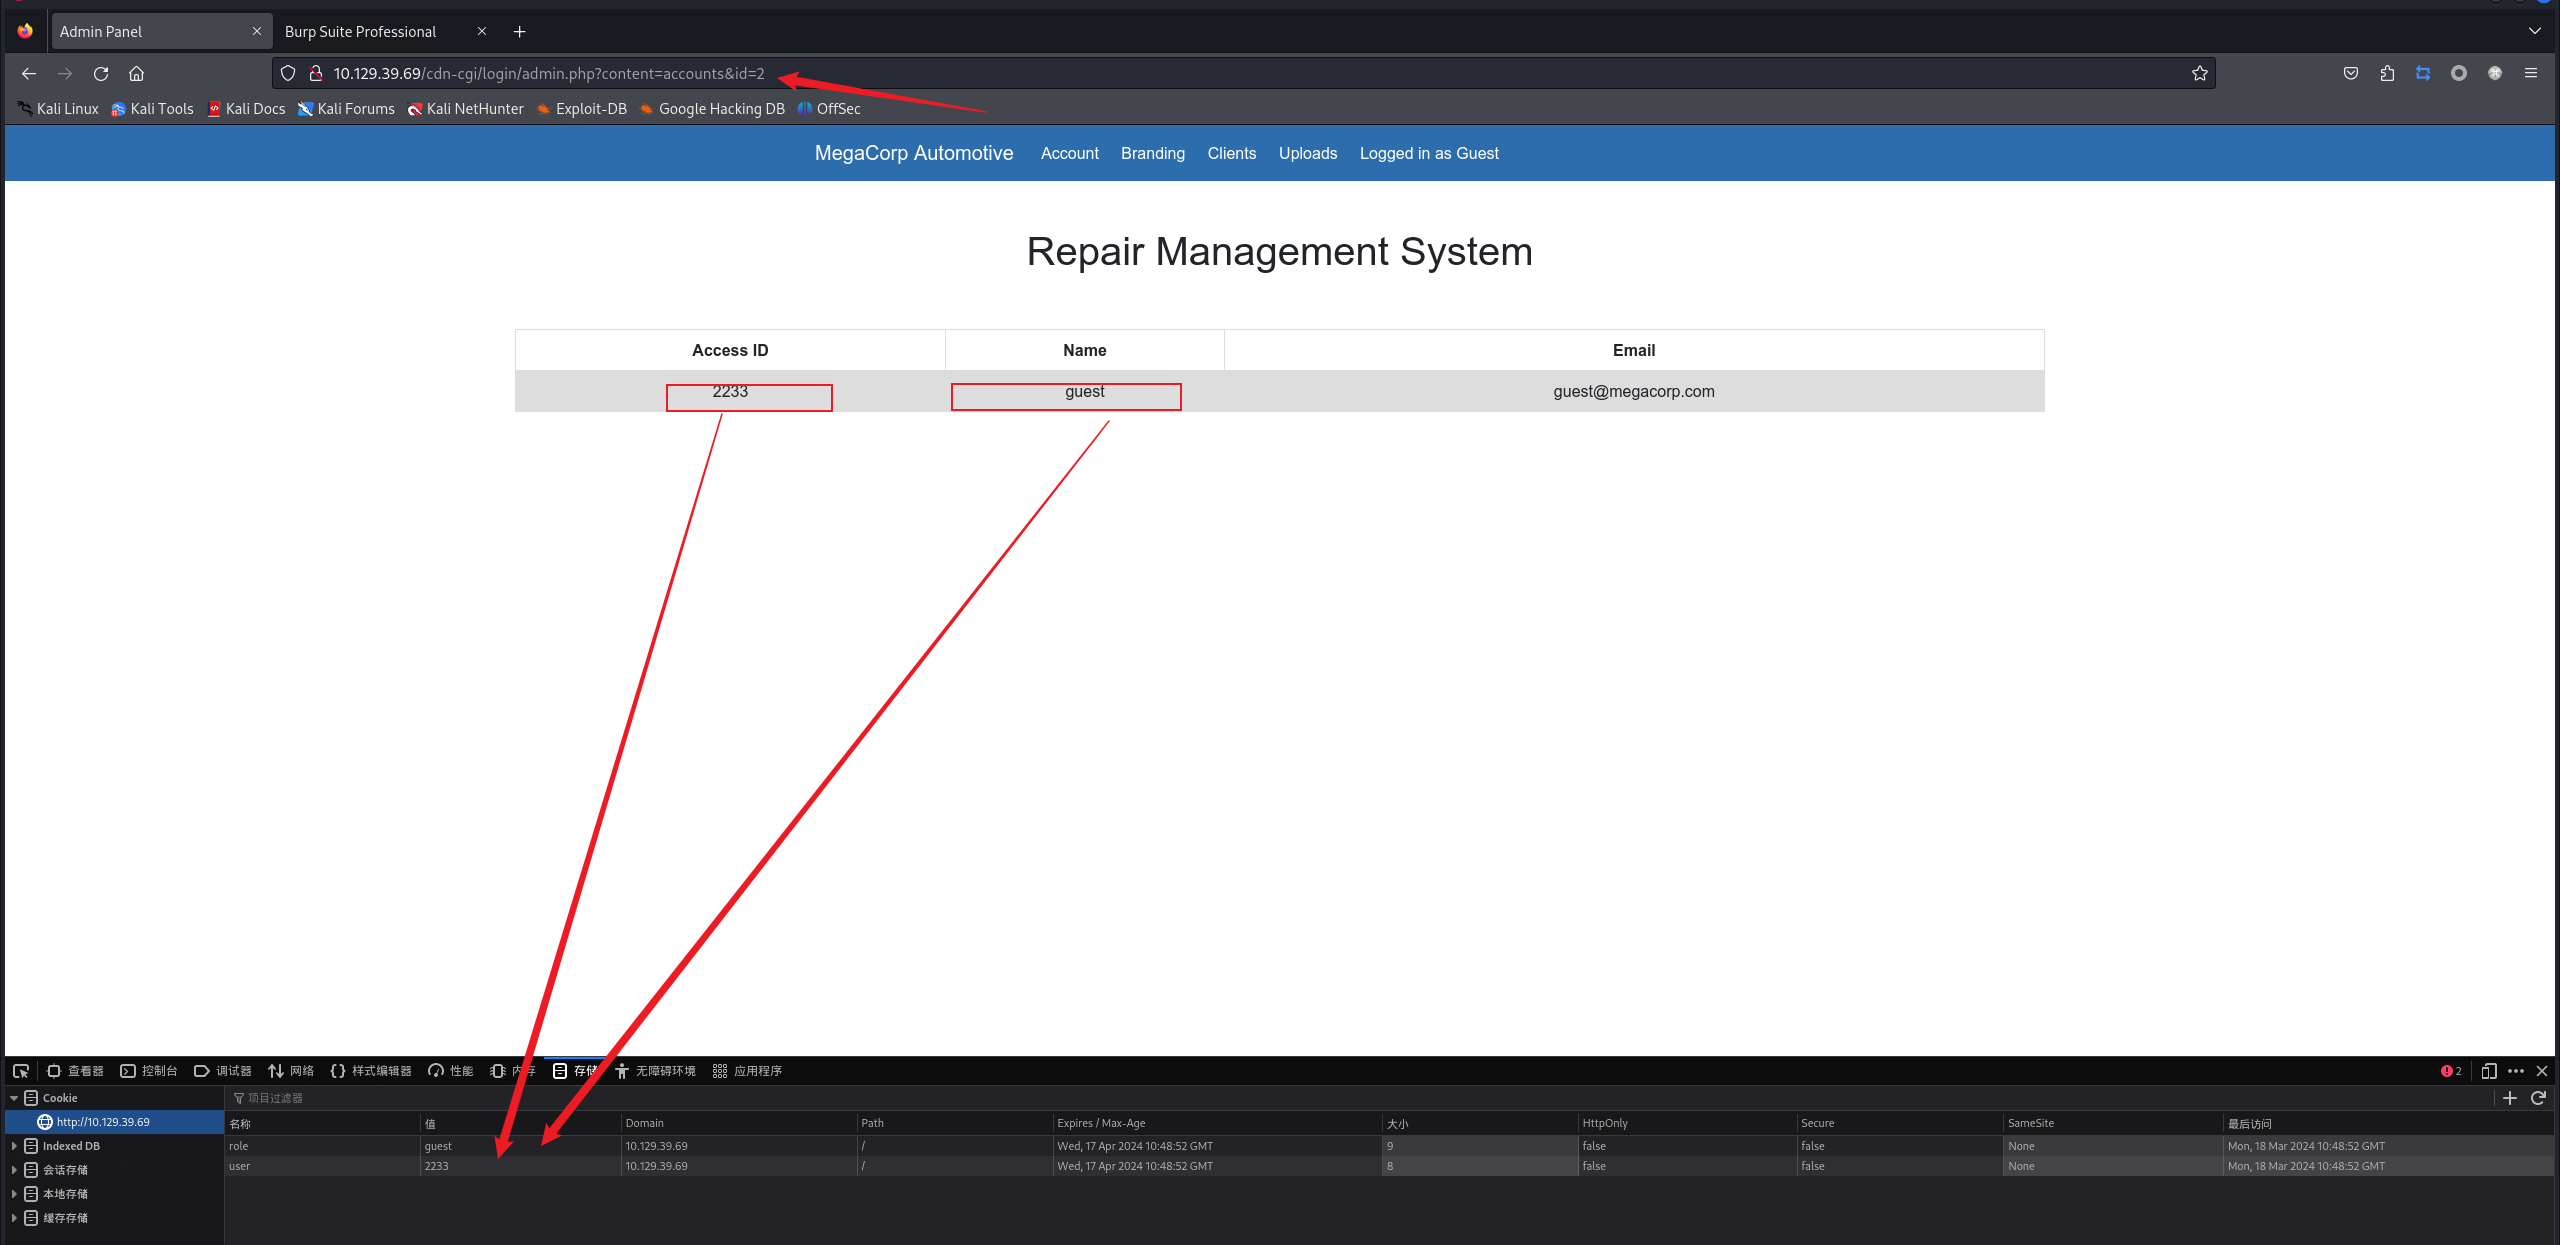 Admin Panel
Burp Suite Professional
10.129.39.69/cdn-cgi/login/admin.php?content=accounts&id=2
Kali Linux Kali Tools Kali Docs Kali Forums Kali NetHunter Exploit-DB Google Hacking DB OffSec
MegaCorp Automotive Account Branding Clients Uploads Logged in as Guest
Repair Management System
Access ID Name Email
2233 guest guest@megacorp.com
查看器 控制台 调试器 网络 样式编辑器 性能 内存 存储 无障碍环境 应用程序 2
Cookie 项目过滤器
http://10.129.39.69 名称 值 Domain Path Expires / Max-Age 大小 HttpOnly Secure SameSite 最后访问
Indexed DB role guest 10.129.39.69 / Wed, 17 Apr 2024 10:48:52 GMT 9 false false None Mon, 18 Mar 2024 10:48:52 GMT
会话存储 user 2233 10.129.39.69 / Wed, 17 Apr 2024 10:48:52 GMT 8 false false None Mon, 18 Mar 2024 10:48:52 GMT
本地存储
缓存存储